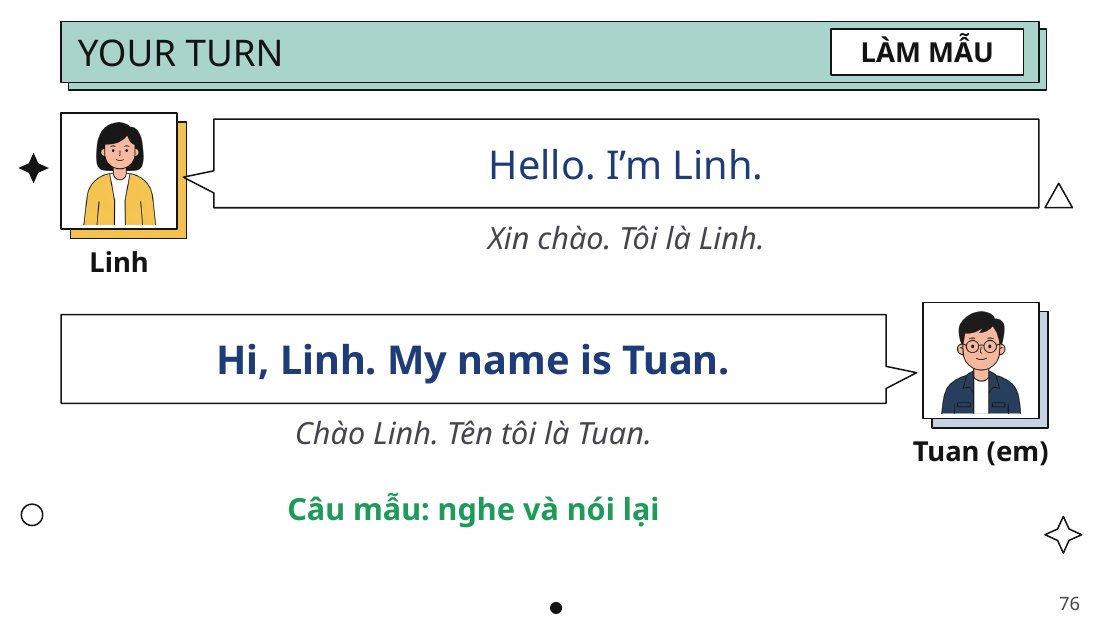 YOUR TURN
LÀM MẪU
Hello. I’m Linh.
Xin chào. Tôi là Linh.
Linh
Hi, Linh. My name is Tuan.
Chào Linh. Tên tôi là Tuan.
Tuan (em)
Câu mẫu: nghe và nói lại
76